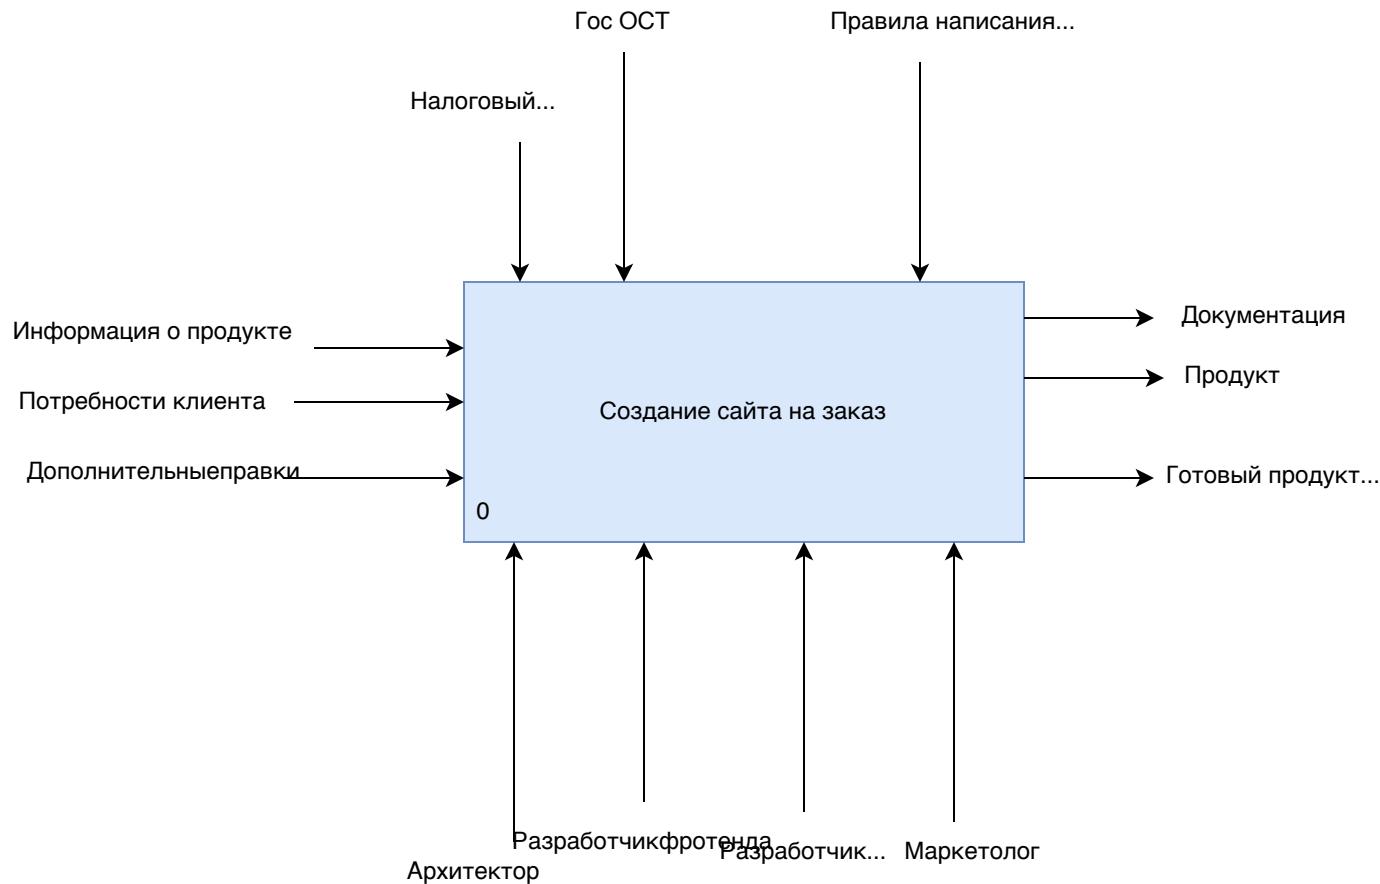 Гос ОСТ
Правила написания...
Налоговый...
Информация о продукте
Потребности клиента
Дополнительныеправки
Создание сайта на заказ
0
Документация
Продукт
Готовый продукт...
Разработчикфротенда
Разработчик...
Маркетолог
Архитектор